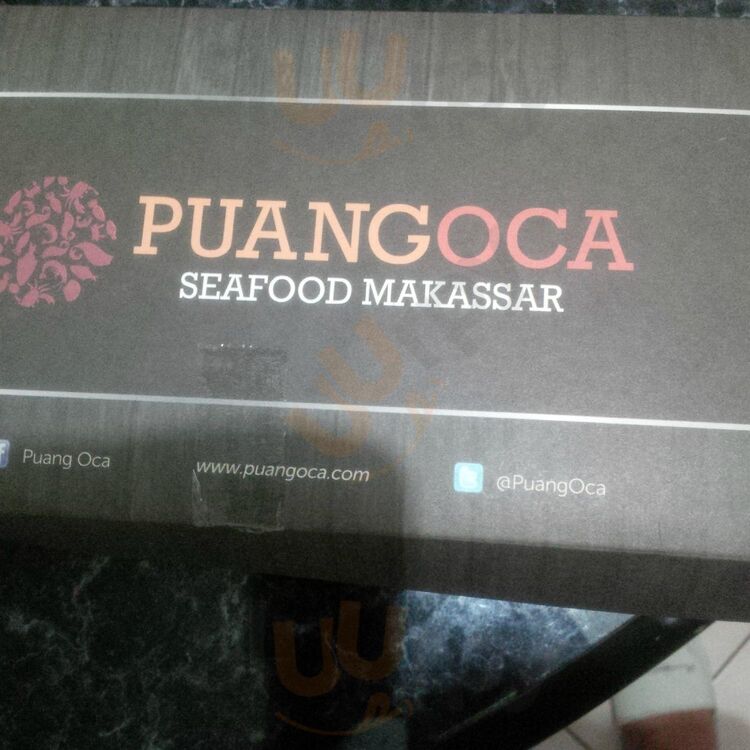 PUANGOCA
SEAFOOD MAKASSAR
f Puang Oca
www.puangoca.com
@PuangOca